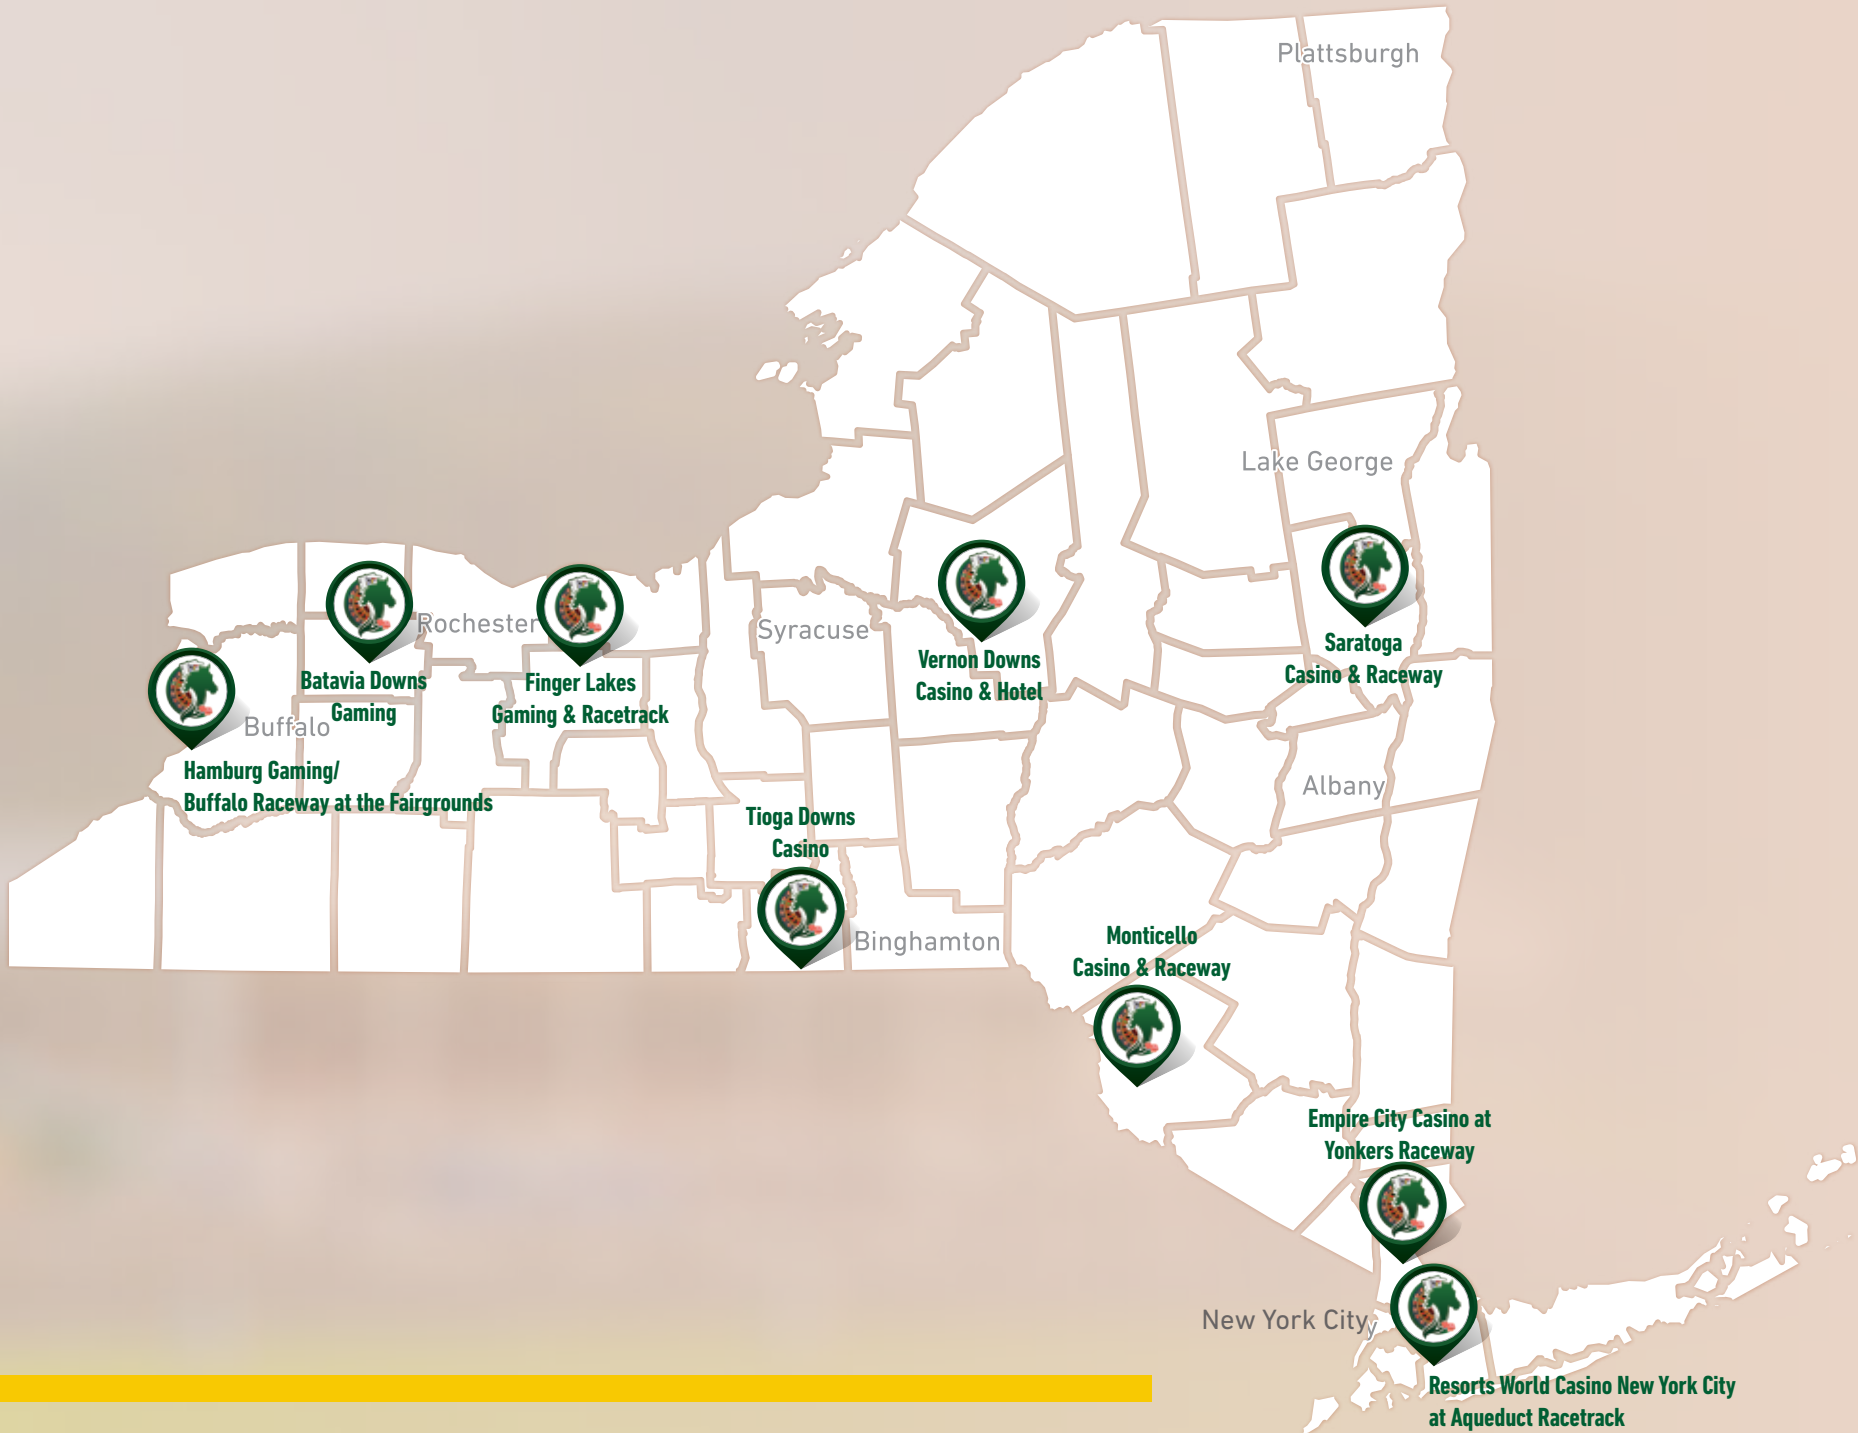 Plattsburgh
Lake George
Rochester
Syracuse
Saratoga
Casino & Raceway
Vernon Downs
Casino & Hotel
Batavia Downs
Gaming
Finger Lakes
Gaming & Racetrack
Buffalo
Hamburg Gaming/
Buffalo Raceway at the Fairgrounds
Albany
Tioga Downs
Casino
Binghamton
Monticello
Casino & Raceway
Empire City Casino at
Yonkers Raceway
New York City
y
Resorts World Casino New York City
at Aqueduct Racetrack